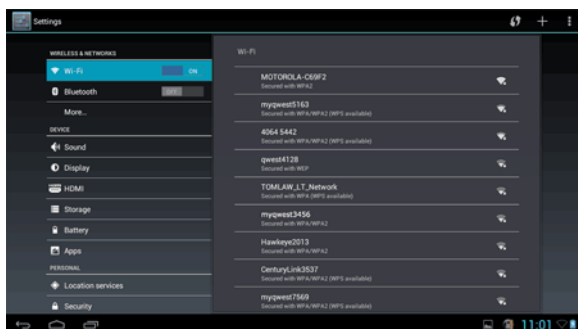 Settings
WIRELESS & NETWORKS
Wi-Fi ON
Bluetooth OFF
More...
DEVICE
Sound
Display
HDMI
Storage
Battery
Apps
PERSONAL
Location services
Security
Wi-Fi
MOTOROLA-C69F2
Secured with WPA2
myqwest5163
Secured with WPA/WPA2 (WPS available)
4064 5442
Secured with WPA/WPA2 (WPS available)
qwest4128
Secured with WEP
TOMLAW_LT_Network
Secured with WPA (WPS available)
myqwest3456
Secured with WPA/WPA2
Hawkeye2013
Secured with WPA/WPA2
CenturyLink3537
Secured with WPA/WPA2 (WPS available)
myqwest7569
Secured with WPA/WPA2 (WPS available)
11:01